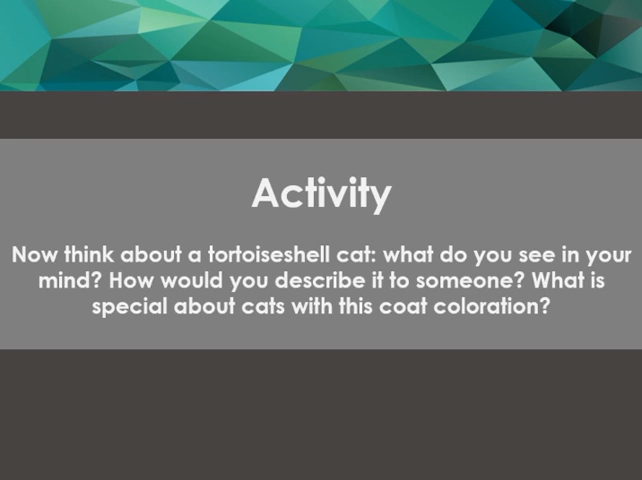 Activity
Now think about a tortoiseshell cat: what do you see in your
mind? How would you describe it to someone? What is
special about cats with this coat coloration?